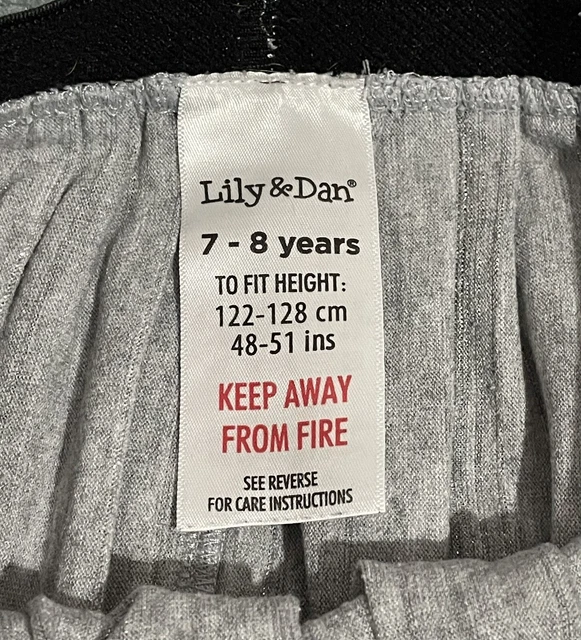 Lily & Dan®
7 - 8 years
TO FIT HEIGHT:
122-128 cm
48-51 ins
KEEP AWAY
FROM FIRE
SEE REVERSE
FOR CARE INSTRUCTIONS